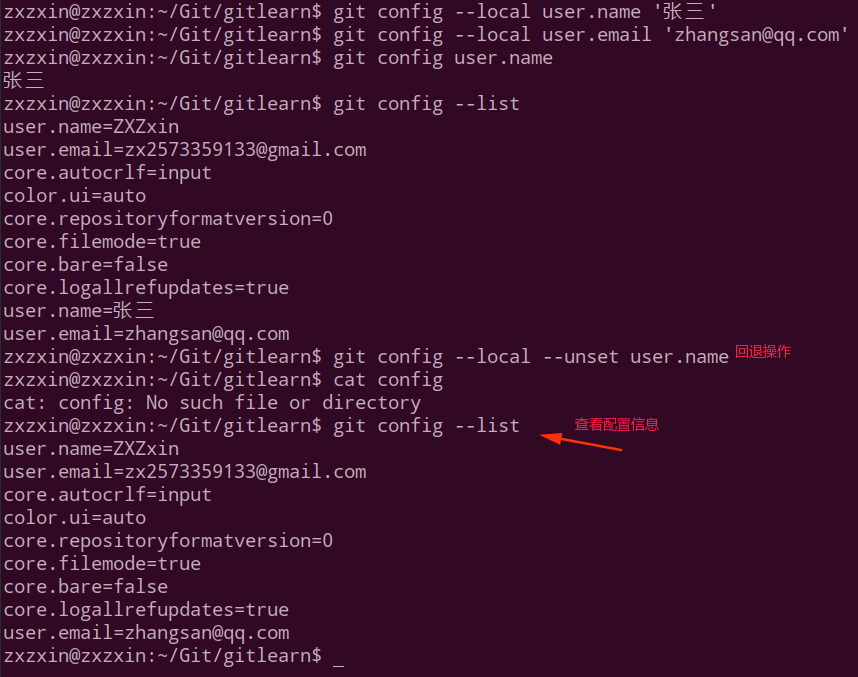 zxzxin@zxzxin:~/Git/gitlearn$ git config --local user.name '张三'
zxzxin@zxzxin:~/Git/gitlearn$ git config --local user.email 'zhangsan@qq.com'
zxzxin@zxzxin:~/Git/gitlearn$ git config user.name
张三
zxzxin@zxzxin:~/Git/gitlearn$ git config --list
user.name=ZXZxin
user.email=zx2573359133@gmail.com
core.autocrlf=input
color.ui=auto
core.repositoryformatversion=0
core.filemode=true
core.bare=false
core.logallrefupdates=true
user.name=张三
user.email=zhangsan@qq.com
zxzxin@zxzxin:~/Git/gitlearn$ git config --local --unset user.name 回退操作
zxzxin@zxzxin:~/Git/gitlearn$ cat config
cat: config: No such file or directory
zxzxin@zxzxin:~/Git/gitlearn$ git config --list 查看配置信息
user.name=ZXZxin
user.email=zx2573359133@gmail.com
core.autocrlf=input
color.ui=auto
core.repositoryformatversion=0
core.filemode=true
core.bare=false
core.logallrefupdates=true
user.email=zhangsan@qq.com
zxzxin@zxzxin:~/Git/gitlearn$ _